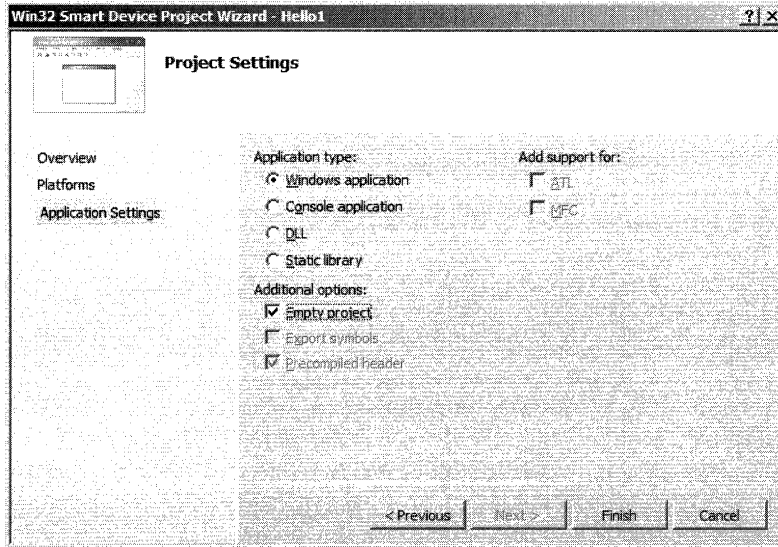 Win32 Smart Device Project Wizard - Hello1
Project Settings
Overview
Platforms
Application Settings
Application type:
Windows application
Console application
DLL
Static library
Additional options:
Empty project
Export symbols
Precompiled header
Add support for:
ATL
MFC
< Previous
Next >
Finish
Cancel